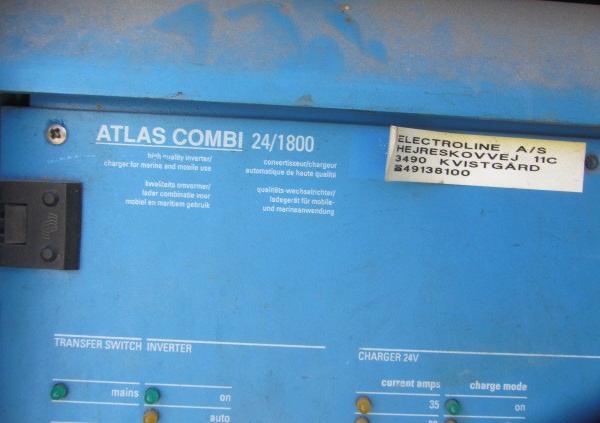 ATLAS COMBI 24/1800
high quality inverter/
charger for marine and mobile use
convertisseur/chargeur
automatique de haute qualité
kwaliteits omvormer/
lader combinatie voor
mobiel en maritiem gebruik
qualitäts-wechselrichter/
ladegerät für mobile-
und marineanwendung
ELECTROLINE A/S
HEJRESKOVVEJ 11C
3490 KVISTGÅRD
☎49138100
TRANSFER SWITCH INVERTER
mains on
auto
CHARGER 24V
current amps charge mode
35 on